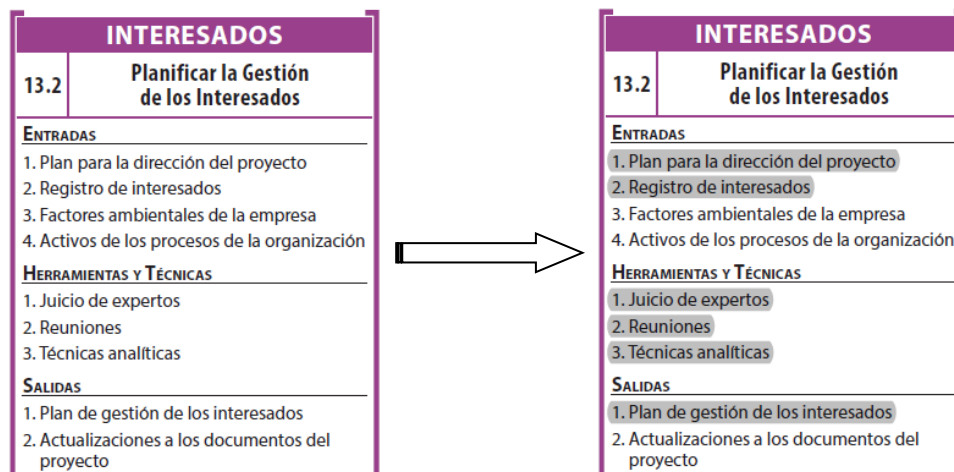 INTERESADOS
13.2
Planificar la Gestión
de los Interesados
ENTRADAS
1. Plan para la dirección del proyecto
2. Registro de interesados
3. Factores ambientales de la empresa
4. Activos de los procesos de la organización
HERRAMIENTAS Y TÉCNICAS
1. Juicio de expertos
2. Reuniones
3. Técnicas analíticas
SALIDAS
1. Plan de gestión de los interesados
2. Actualizaciones a los documentos del
proyecto
INTERESADOS
13.2
Planificar la Gestión
de los Interesados
ENTRADAS
1. Plan para la dirección del proyecto
2. Registro de interesados
3. Factores ambientales de la empresa
4. Activos de los procesos de la organización
HERRAMIENTAS Y TÉCNICAS
1. Juicio de expertos
2. Reuniones
3. Técnicas analíticas
SALIDAS
1. Plan de gestión de los interesados
2. Actualizaciones a los documentos del
proyecto